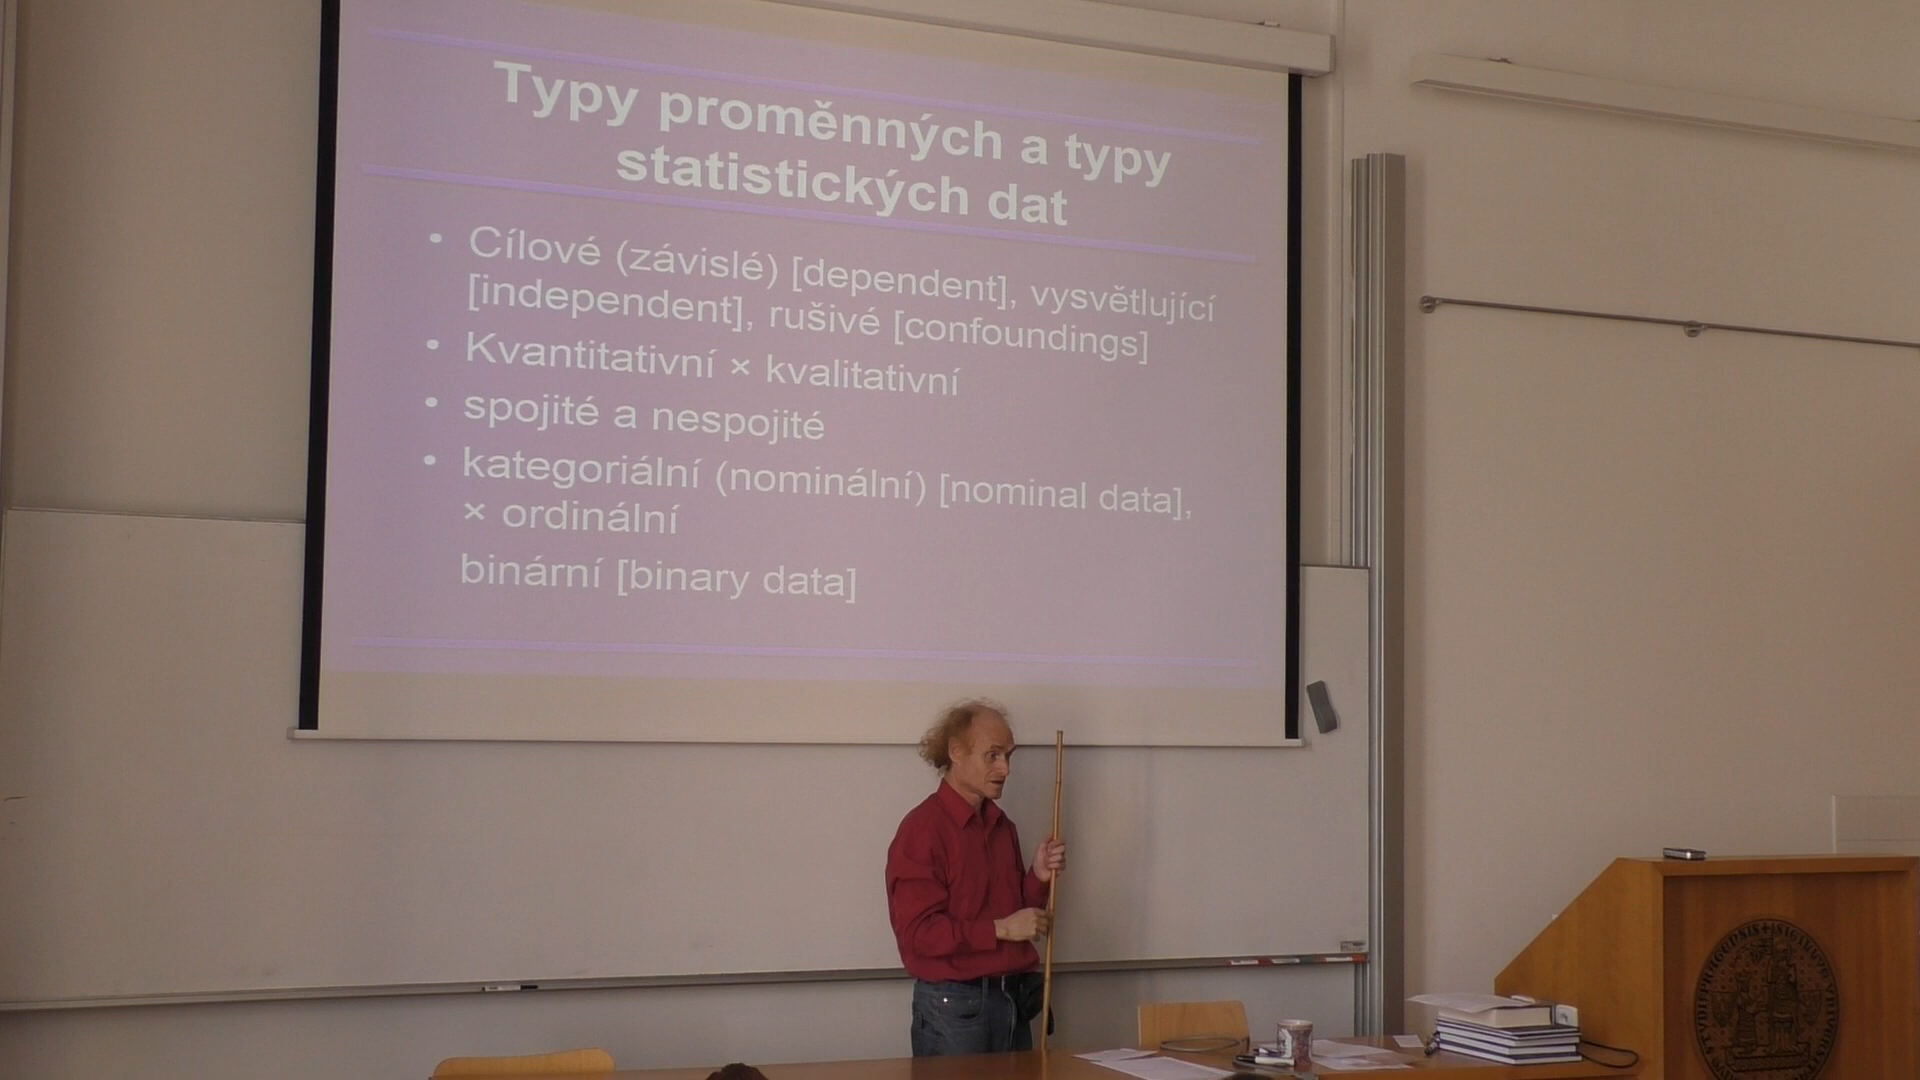 Typy proměnných a typy
statistických dat
• Cílové (závislé) [dependent], vysvětlující
[independent], rušivé [confoundings]
• Kvantitativní × kvalitativní
• spojité a nespojité
• kategoriální (nominální) [nominal data],
× ordinální
binární [binary data]